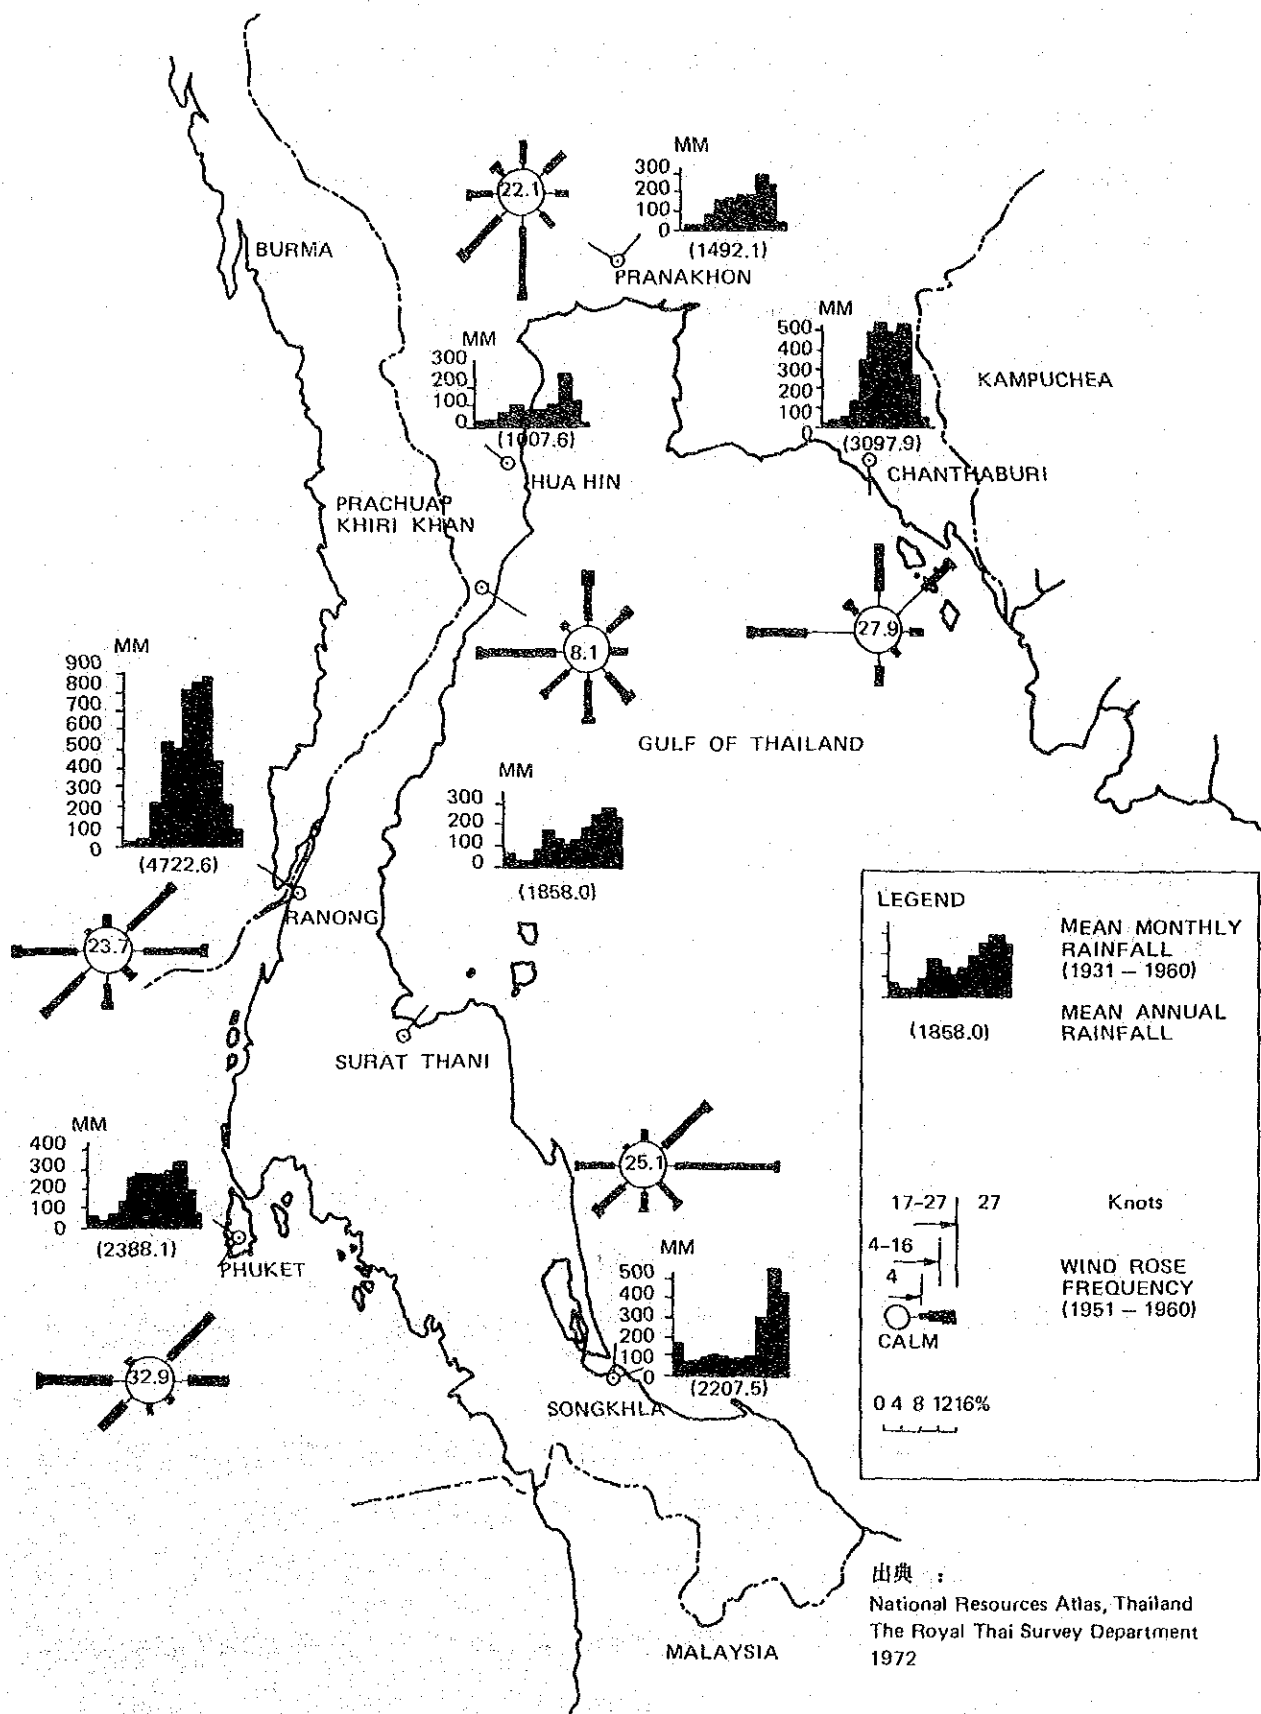 MM
300
200
100
0
(1492.1)
22.1
PRANAKHON
BURMA
MM
500
400
300
200
100
0
(3097.9)
CHANTHABURI
KAMPUCHEA
MM
300
200
100
0
(1007.6)
HUA HIN
PRACHUAP
KHIRI KHAN
8.1
27.9
GULF OF THAILAND
MM
900
800
700
600
500
400
300
200
100
0
(4722.6)
RANONG
23.7
MM
300
200
100
0
(1858.0)
SURAT THANI
LEGEND
MEAN MONTHLY
RAINFALL
(1931 – 1960)
(1858.0)
MEAN ANNUAL
RAINFALL
17-27 27 Knots
4-16
4
WIND ROSE
FREQUENCY
(1951 – 1960)
CALM
0 4 8 1216%
MM
400
300
200
100
0
(2388.1)
PHUKET
32.9
25.1
MM
500
400
300
200
100
0
(2207.5)
SONGKHLA
MALAYSIA
出典 :
National Resources Atlas, Thailand
The Royal Thai Survey Department
1972